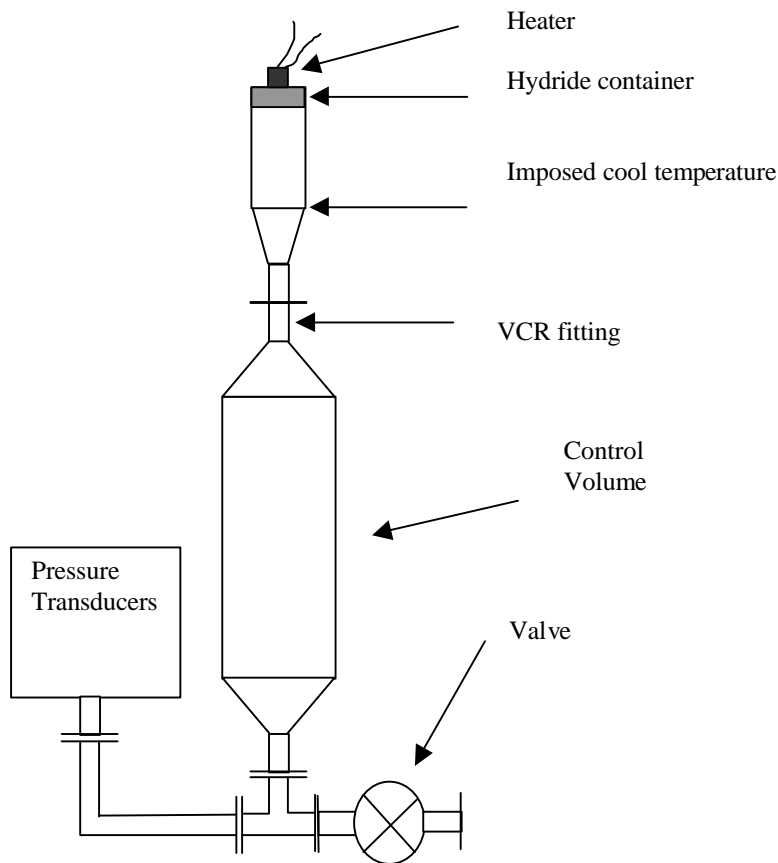 Heater
Hydride container
Imposed cool temperature
VCR fitting
Control
Volume
Pressure
Transducers
Valve